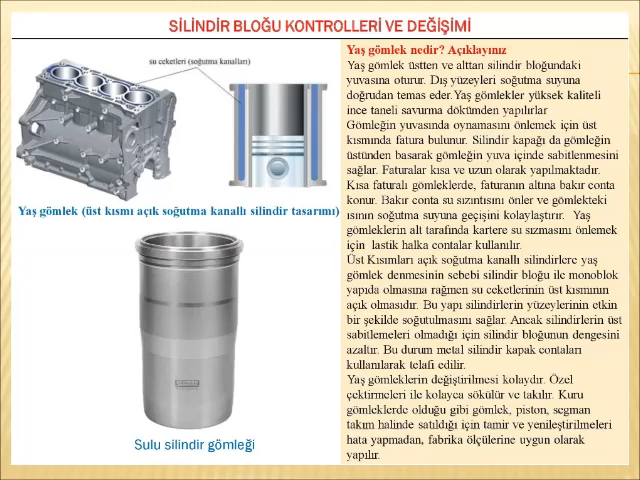 SİLİNDİR BLOĞU KONTROLLERİ VE DEĞİŞİMİ
su ceketleri (soğutma kanalları)
Yaş gömlek (üst kısmı açık soğutma kanallı silindir tasarımı)
Sulu silindir gömleği
Yaş gömlek nedir? Açıklayınız
Yaş gömlek üstten ve alttan silindir bloğundaki
yuvasına oturur. Dış yüzeyleri soğutma suyuna
doğrudan temas eder.Yaş gömlekler yüksek kaliteli
ince taneli savurma dökümden yapılırlar
Gömleğin yuvasında oynamasını önlemek için üst
kısmında fatura bulunur. Silindir kapağı da gömleğin
üstünden basarak gömleğin yuva içinde sabitlenmesini
sağlar. Faturalar kısa ve uzun olarak yapılmaktadır.
Kısa faturalı gömleklerde, faturanın altına bakır conta
konur. Bakır conta su sızıntısını önler ve gömlekteki
ısının soğutma suyuna geçişini kolaylaştırır. Yaş
gömleklerin alt tarafında kartere su sızmasını önlemek
için lastik halka contalar kullanılır.
Üst Kısımları açık soğutma kanallı silindirlere yaş
gömlek denmesinin sebebi silindir bloğu ile monoblok
yapıda olmasına rağmen su ceketlerinin üst kısmının
açık olmasıdır. Bu yapı silindirlerin yüzeylerinin etkin
bir şekilde soğutulmasını sağlar. Ancak silindirlerin üst
sabitlemeleri olmadığı için silindir bloğunun dengesini
azaltır. Bu durum metal silindir kapak contaları
kullanılarak telafi edilir.
Yaş gömleklerin değiştirilmesi kolaydır. Özel
çektirmeleri ile kolayca sökülür ve takılır. Kuru
gömleklerde olduğu gibi gömlek, piston, segman
takım halinde satıldığı için tamir ve yenileştirilmeleri
hata yapmadan, fabrika ölçülerine uygun olarak
yapılır.